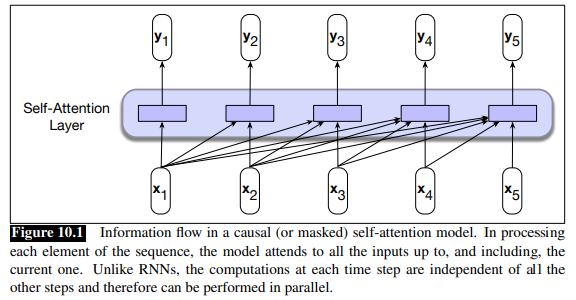 y1 y2 y3 y4 y5
Self-Attention
Layer
x1 x2 x3 x4 x5
Figure 10.1 Information flow in a causal (or masked) self-attention model. In processing
each element of the sequence, the model attends to all the inputs up to, and including, the
current one. Unlike RNNs, the computations at each time step are independent of all the
other steps and therefore can be performed in parallel.